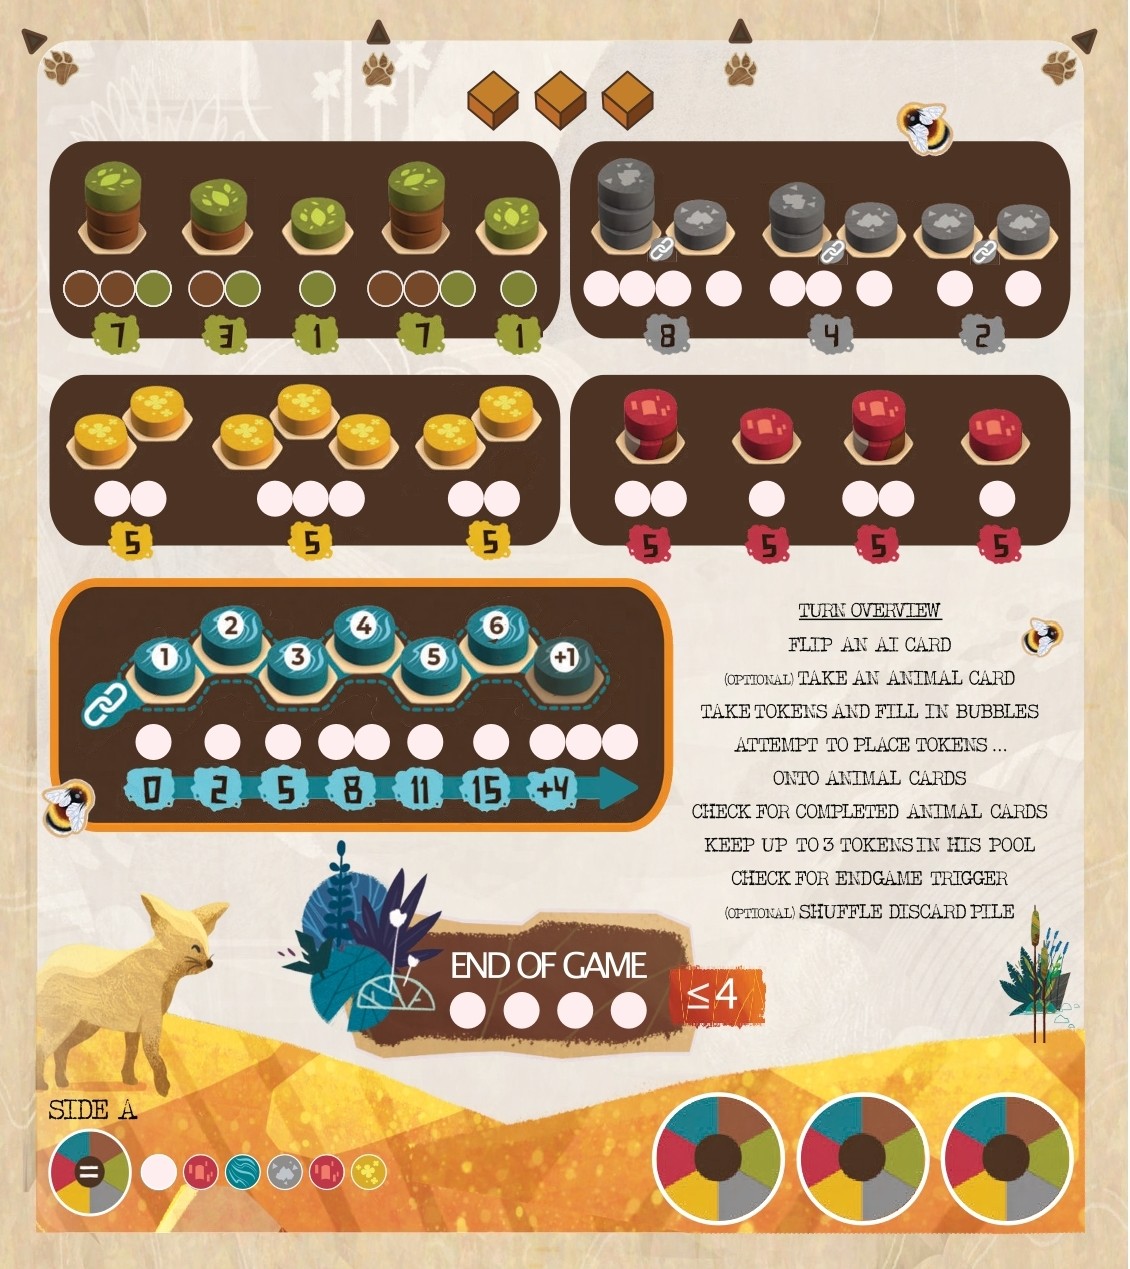 7 3 1 7 1
8 4 2
5 5 5
5 5 5 5
1 2 3 4 5 6 +1
0 2 5 8 11 15 +4
TURN OVERVIEW
FLIP AN AI CARD
(OPTIONAL) TAKE AN ANIMAL CARD
TAKE TOKENS AND FILL IN BUBBLES
ATTEMPT TO PLACE TOKENS ...
ONTO ANIMAL CARDS
CHECK FOR COMPLETED ANIMAL CARDS
KEEP UP TO 3 TOKENS IN HIS POOL
CHECK FOR ENDGAME TRIGGER
(OPTIONAL) SHUFFLE DISCARD PILE
END OF GAME
≤4
SIDE A
=